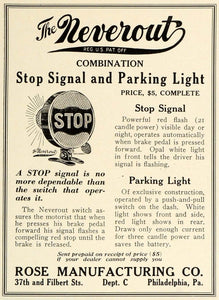 The Neverout
REG. U.S. PAT. OFF.
COMBINATION
Stop Signal and Parking Light
PRICE, $5, COMPLETE
STOP
Neverout
A STOP signal is no
more dependable than
the switch that oper-
ates it.
The Neverout switch as-
sures the motorist that when
he presses his foot brake
pedal his signal flashes a
compelling red stop until the
brake is released.
Stop Signal
Powerful red flash (21
candle power) visible day or
night, operated automatically
when brake pedal is pressed
forward. Opal white light
in front tells the driver his
signal is flashing.
Parking Light
Of exclusive construction,
operated by a push-and-pull
switch on the dash. White
light shows front and side,
red light shows in rear.
Draws only enough current
for three candle power
saves the battery.
Sent prepaid on receipt of price ($5)
if your dealer cannot supply you
ROSE MANUFACTURING CO.
37th and Filbert Sts. Dept. C Philadelphia, Pa.